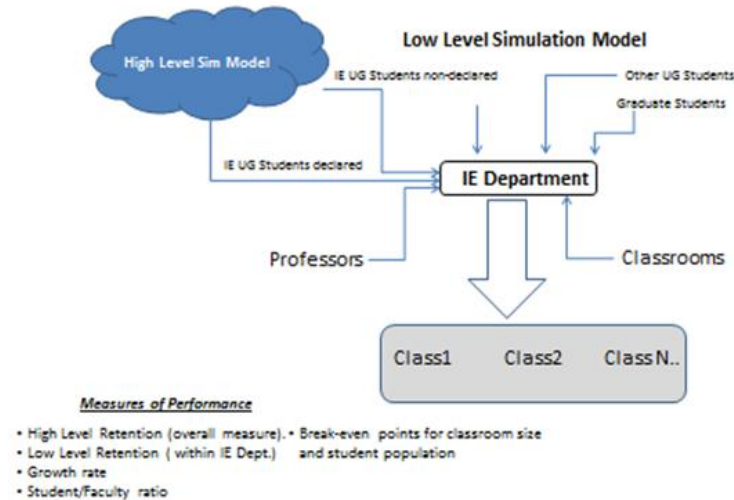 Low Level Simulation Model
High Level Sim Model
IE UG Students non-declared
Other UG Students
Graduate Students
IE UG Students declared
IE Department
Professors
Classrooms
Class1 Class2 Class N..
Measures of Performance
• High Level Retention (overall measure). • Break-even points for classroom size
• Low Level Retention ( within IE Dept.) and student population
• Growth rate
• Student/Faculty ratio